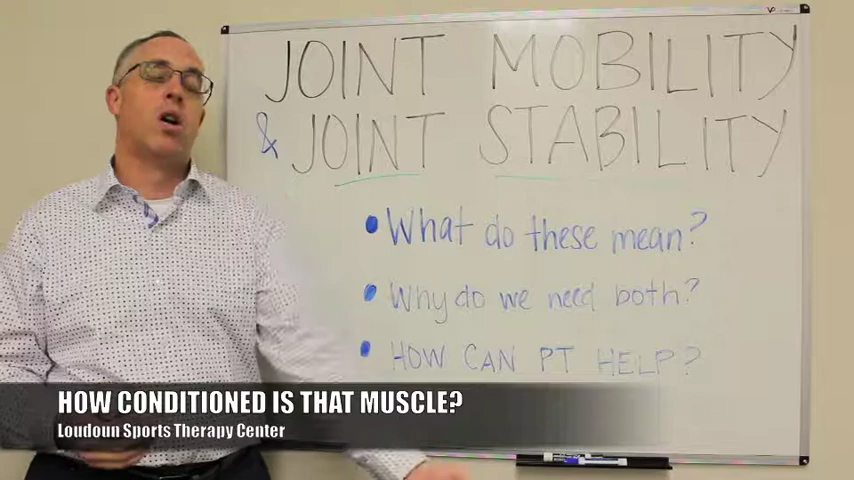 JOINT MOBILITY
& JOINT STABILITY
• What do these mean?
• Why do we need both?
• HOW CAN PT HELP?
HOW CONDITIONED IS THAT MUSCLE?
Loudoun Sports Therapy Center